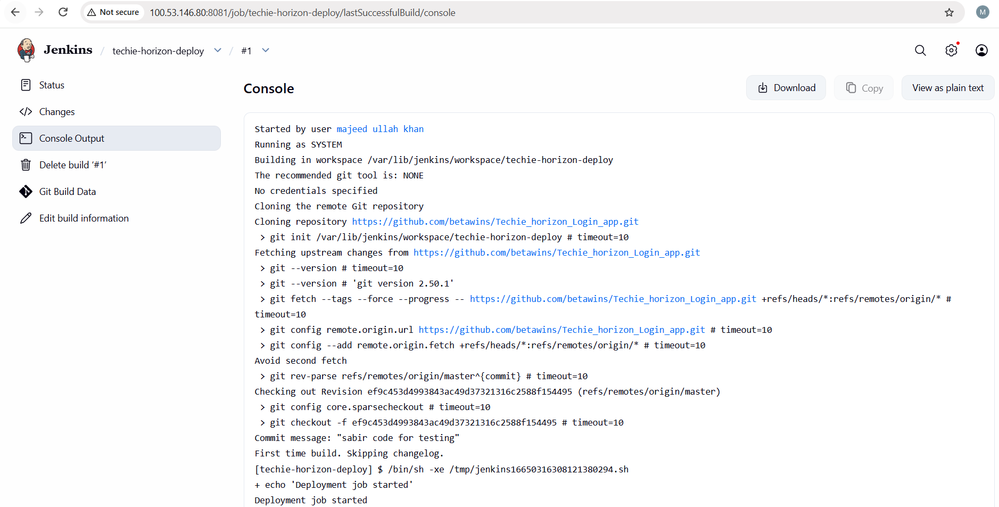 Not secure
100.53.146.80:8081/job/techie-horizon-deploy/lastSuccessfulBuild/console
M
Jenkins / techie-horizon-deploy / #1
Status
Changes
Console Output
Delete build ‘#1’
Git Build Data
Edit build information
Console
Download
Copy
View as plain text
Started by user majeed ullah khan
Running as SYSTEM
Building in workspace /var/lib/jenkins/workspace/techie-horizon-deploy
The recommended git tool is: NONE
No credentials specified
Cloning the remote Git repository
Cloning repository https://github.com/betawins/Techie_horizon_Login_app.git
> git init /var/lib/jenkins/workspace/techie-horizon-deploy # timeout=10
Fetching upstream changes from https://github.com/betawins/Techie_horizon_Login_app.git
> git --version # timeout=10
> git --version # 'git version 2.50.1'
> git fetch --tags --force --progress -- https://github.com/betawins/Techie_horizon_Login_app.git +refs/heads/*:refs/remotes/origin/* #
timeout=10
> git config remote.origin.url https://github.com/betawins/Techie_horizon_Login_app.git # timeout=10
> git config --add remote.origin.fetch +refs/heads/*:refs/remotes/origin/* # timeout=10
Avoid second fetch
> git rev-parse refs/remotes/origin/master^{commit} # timeout=10
Checking out Revision ef9c453d4993843ac49d37321316c2588f154495 (refs/remotes/origin/master)
> git config core.sparsecheckout # timeout=10
> git checkout -f ef9c453d4993843ac49d37321316c2588f154495 # timeout=10
Commit message: "sabir code for testing"
First time build. Skipping changelog.
[techie-horizon-deploy] $ /bin/sh -xe /tmp/jenkins16650316308121380294.sh
+ echo 'Deployment job started'
Deployment job started